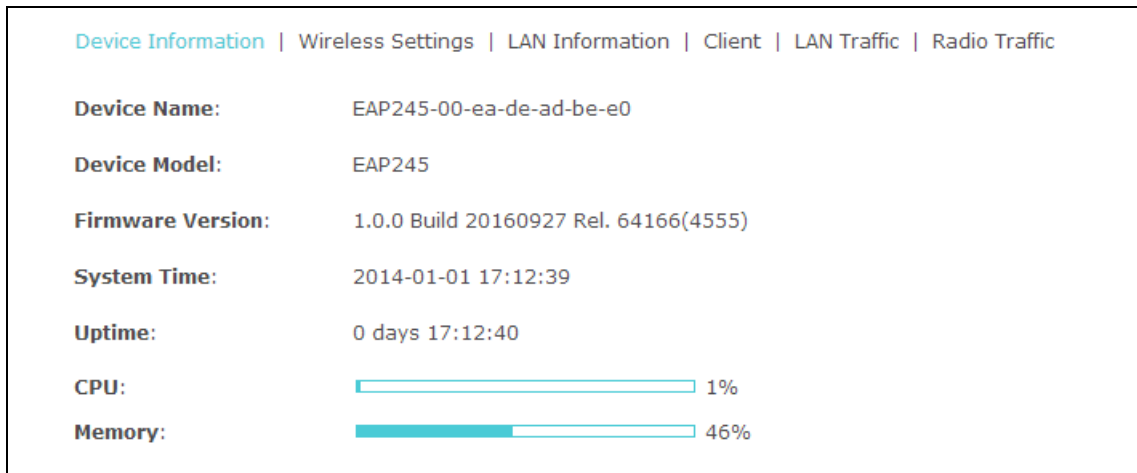 Device Information | Wireless Settings | LAN Information | Client | LAN Traffic | Radio Traffic
Device Name: EAP245-00-ea-de-ad-be-e0
Device Model: EAP245
Firmware Version: 1.0.0 Build 20160927 Rel. 64166(4555)
System Time: 2014-01-01 17:12:39
Uptime: 0 days 17:12:40
CPU: 1%
Memory: 46%